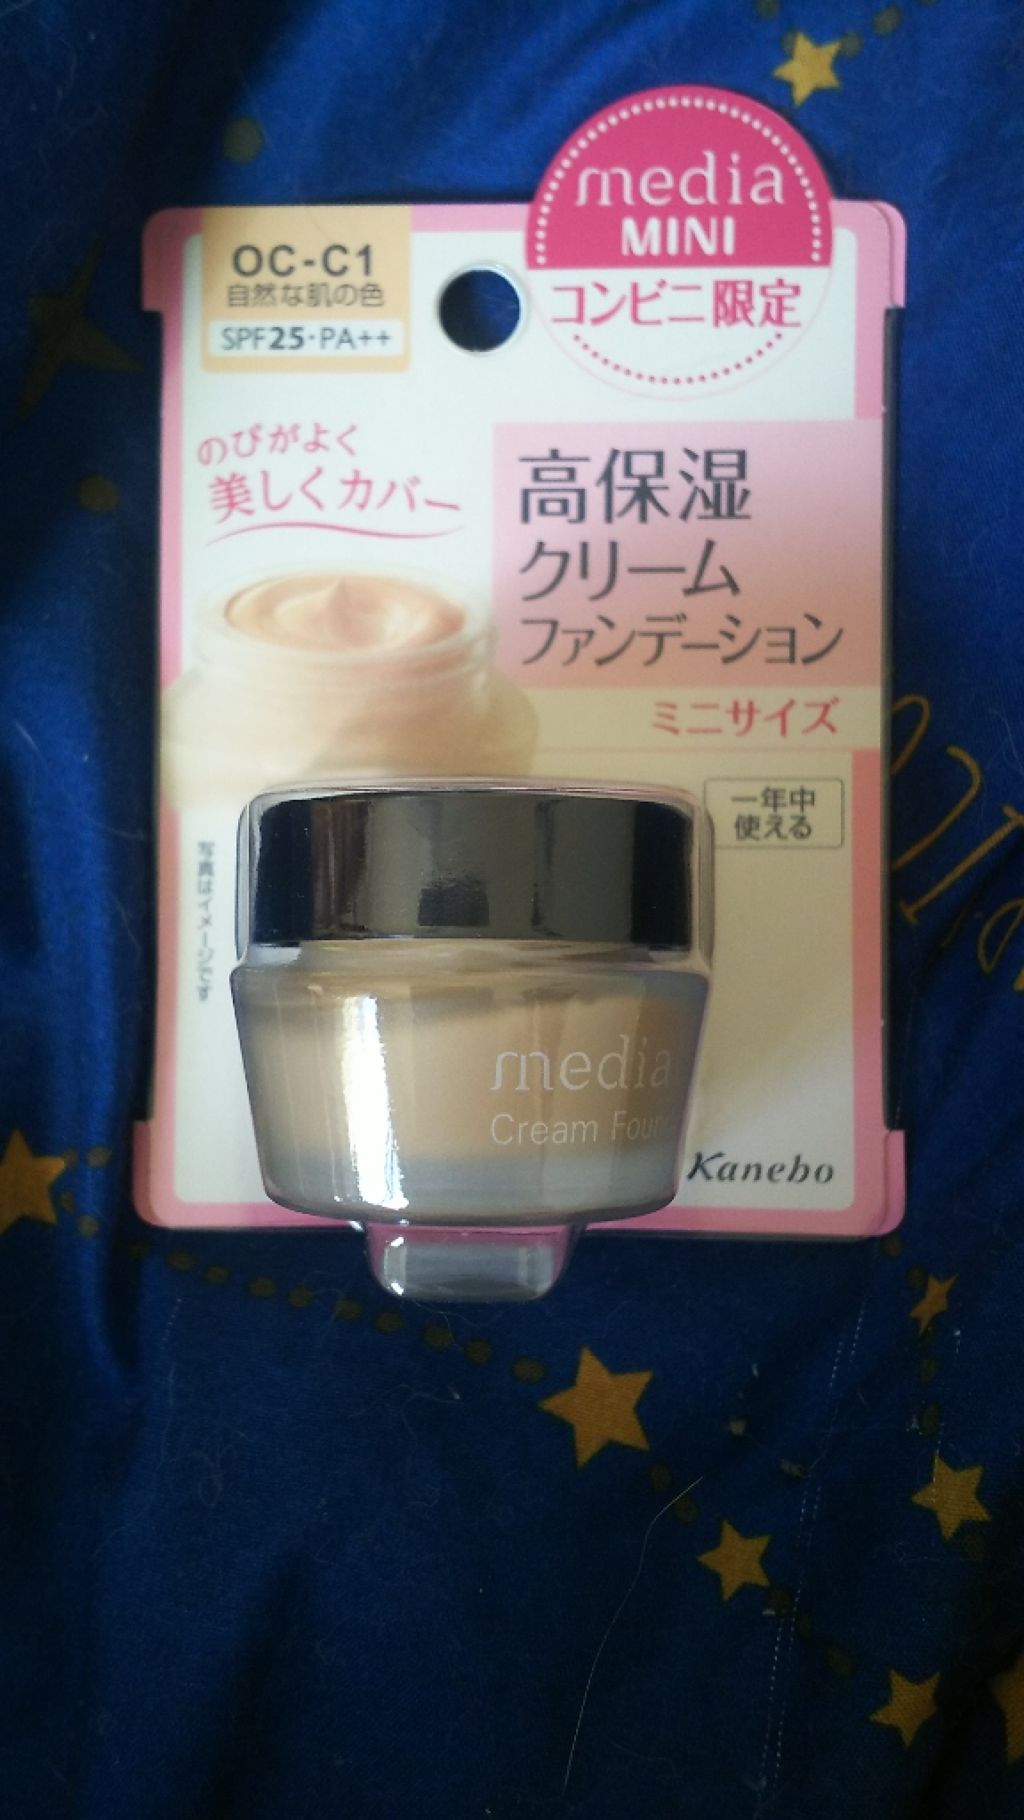 media
MINI
コンビニ限定
OC-C1
自然な肌の色
SPF25・PA++
のびがよく
美しくカバー
高保湿
クリーム
ファンデーション
ミニサイズ
一年中
使える
写真はイメージです
media
Cream Foun
Kanebo